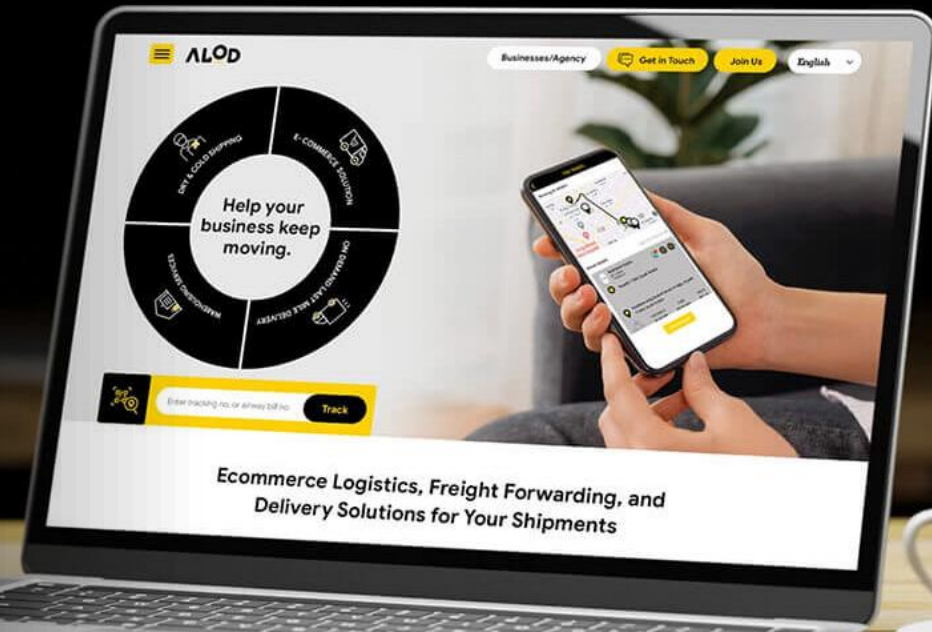 ALOD
Businesses/Agency
Get in Touch
Join Us
English
DRY & COLD SHIPPING
E-COMMERCE SOLUTION
Help your
business keep
moving.
WAREHOUSING SERVICES
ON DEMAND LAST MILE DELIVERY
Enter tracking no. or airway bill no.
Track
Ecommerce Logistics, Freight Forwarding, and
Delivery Solutions for Your Shipments